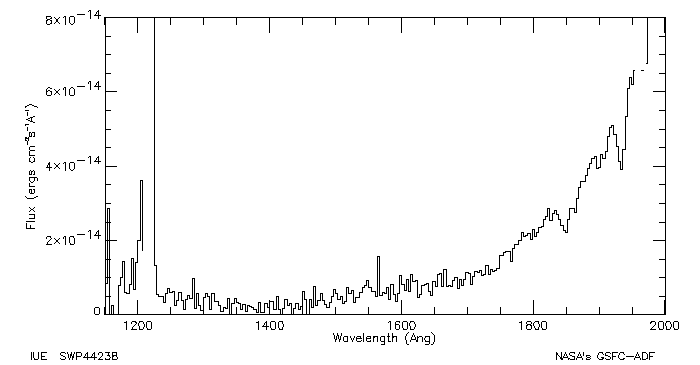 8×10⁻¹⁴
6×10⁻¹⁴
4×10⁻¹⁴
2×10⁻¹⁴
0
Flux (ergs cm⁻²s⁻¹A⁻¹)
1200 1400 1600 1800 2000
Wavelength (Ang)
IUE SWP4423B NASA's GSFC-ADF